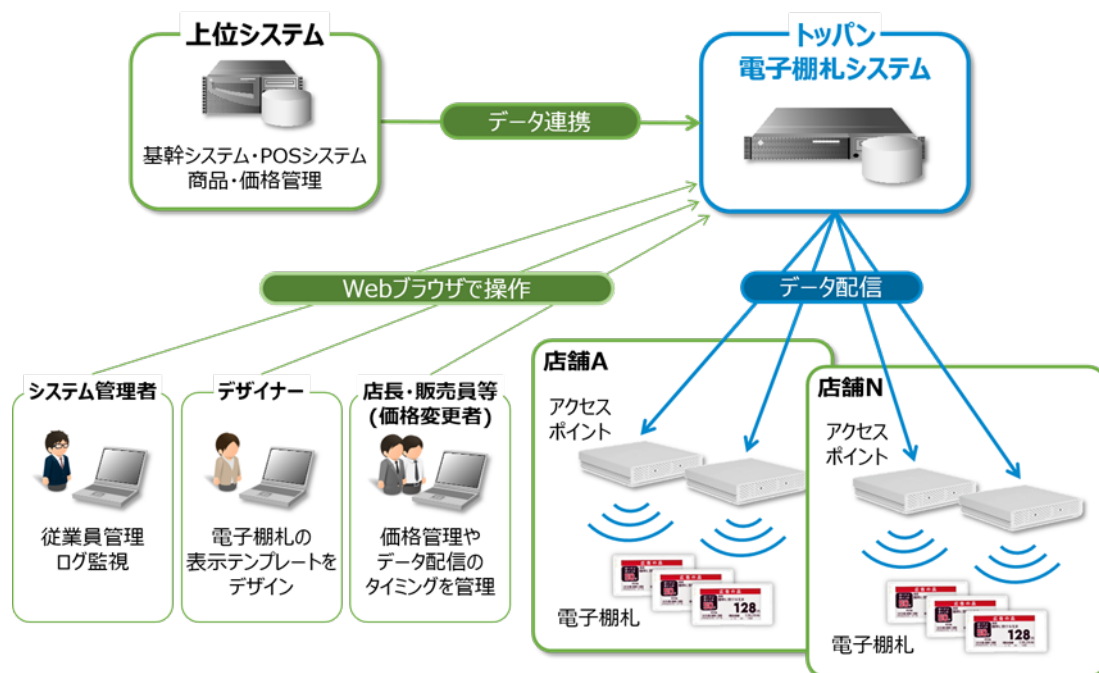 上位システム
基幹システム・POSシステム
商品・価格管理
データ連携
トッパン
電子棚札システム
Webブラウザで操作
データ配信
システム管理者
従業員管理
ログ監視
デザイナー
電子棚札の
表示テンプレートを
デザイン
店長・販売員等
(価格変更者)
価格管理や
データ配信の
タイミングを管理
店舗A
アクセス
ポイント
電子棚札
128
店舗N
アクセス
ポイント
電子棚札
128